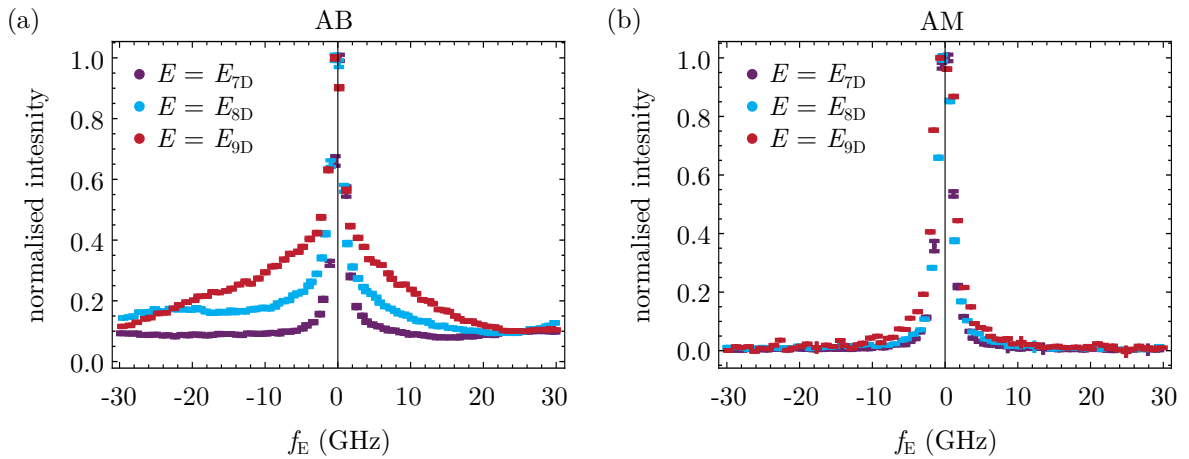 (a)
AB
normalised intesnity
1.0
0.8
0.6
0.4
0.2
0.0
E = E7D
E = E8D
E = E9D
-30
-20
-10
0
10
20
30
fE (GHz)
(b)
AM
normalised intesnity
1.0
0.8
0.6
0.4
0.2
0.0
E = E7D
E = E8D
E = E9D
-30
-20
-10
0
10
20
30
fE (GHz)